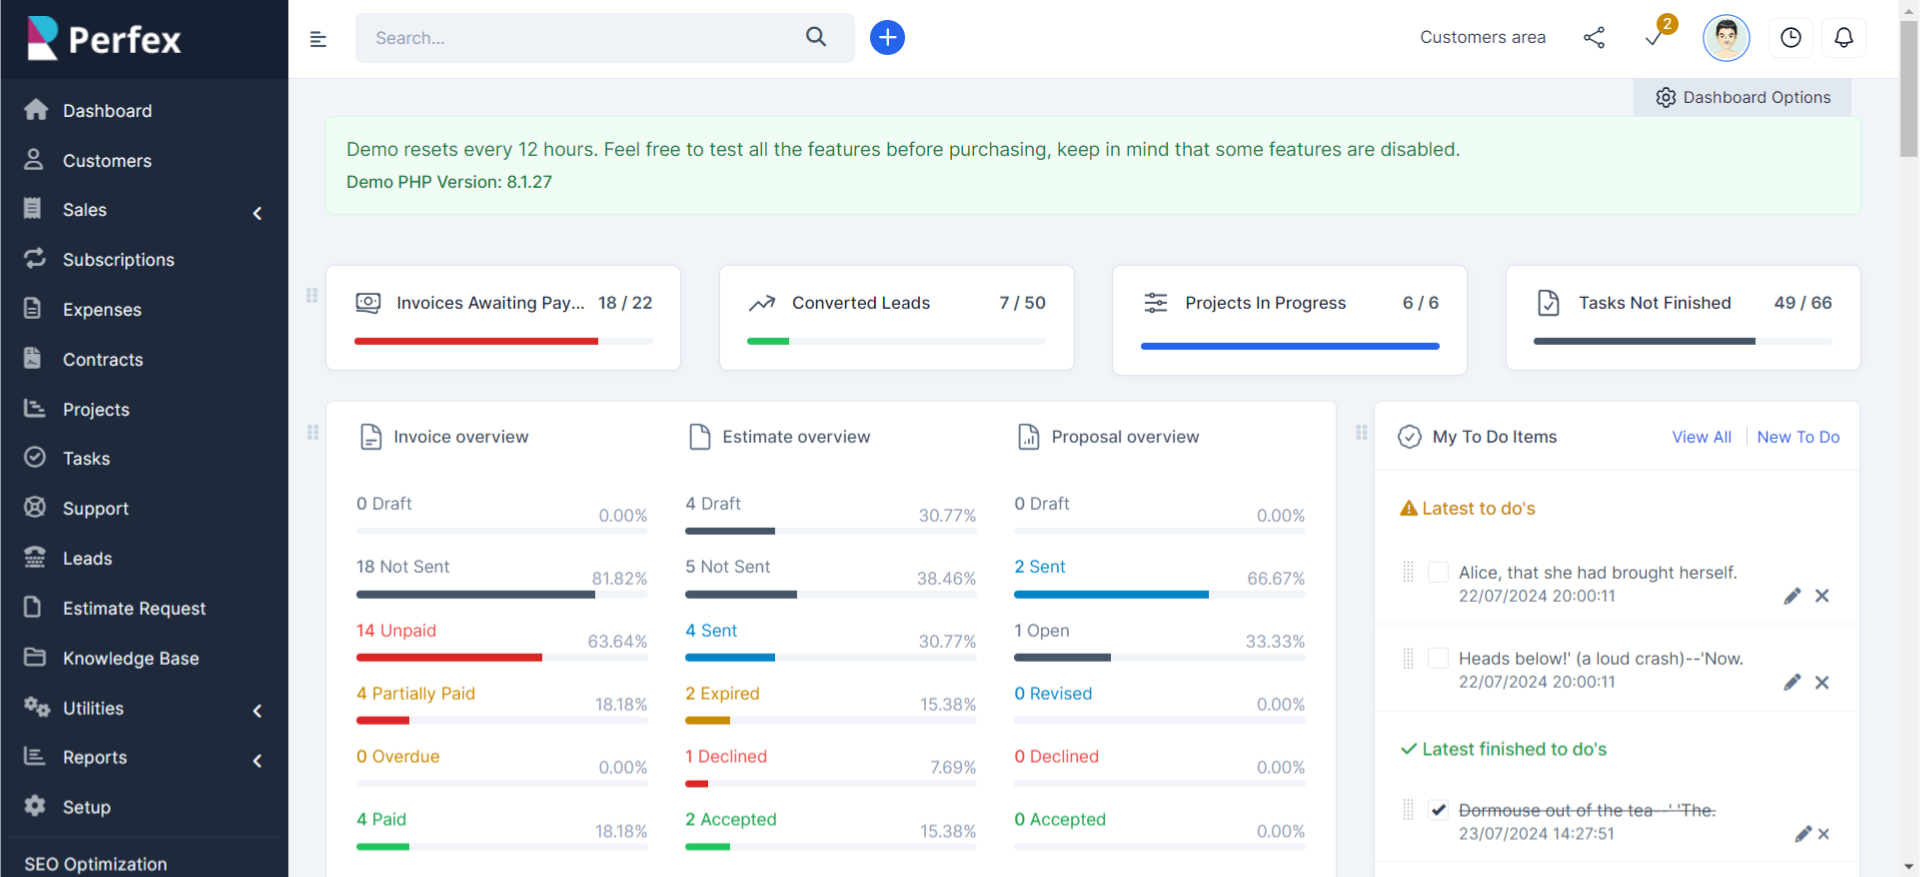 Perfex
Search...
Customers area
2
Dashboard
Customers
Sales
Subscriptions
Expenses
Contracts
Projects
Tasks
Support
Leads
Estimate Request
Knowledge Base
Utilities
Reports
Setup
SEO Optimization
Dashboard Options
Demo resets every 12 hours. Feel free to test all the features before purchasing, keep in mind that some features are disabled.
Demo PHP Version: 8.1.27
Invoices Awaiting Pay... 18 / 22
Converted Leads 7 / 50
Projects In Progress 6 / 6
Tasks Not Finished 49 / 66
Invoice overview
0 Draft 0.00%
18 Not Sent 81.82%
14 Unpaid 63.64%
4 Partially Paid 18.18%
0 Overdue 0.00%
4 Paid 18.18%
Estimate overview
4 Draft 30.77%
5 Not Sent 38.46%
4 Sent 30.77%
2 Expired 15.38%
1 Declined 7.69%
2 Accepted 15.38%
Proposal overview
0 Draft 0.00%
2 Sent 66.67%
1 Open 33.33%
0 Revised 0.00%
0 Declined 0.00%
0 Accepted 0.00%
My To Do Items View All New To Do
Latest to do's
Alice, that she had brought herself.
22/07/2024 20:00:11
Heads below!' (a loud crash)--'Now.
22/07/2024 20:00:11
Latest finished to do's
Dormouse out of the tea--' 'The.
23/07/2024 14:27:51